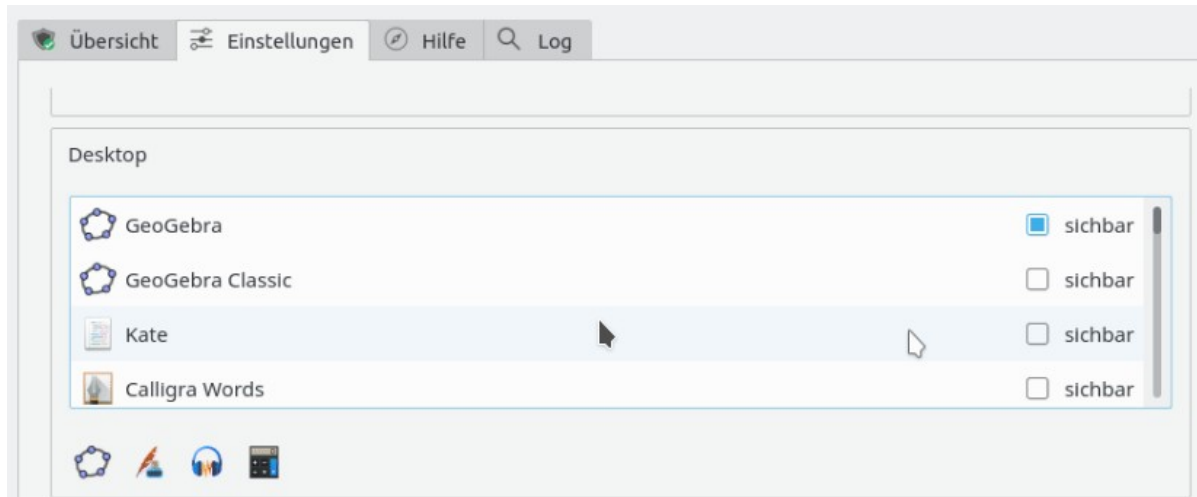 Übersicht Einstellungen Hilfe Log
Desktop
GeoGebra sichbar
GeoGebra Classic sichbar
Kate sichbar
Calligra Words sichbar